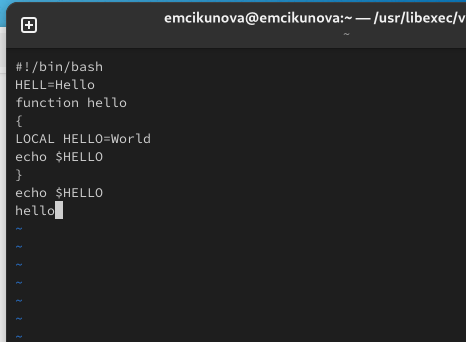 emcikunova@emcikunova:~ — /usr/libexec/v
~
#!/bin/bash
HELL=Hello
function hello
{
LOCAL HELLO=World
echo $HELLO
}
echo $HELLO
hello
~
~
~
~
~
~
~